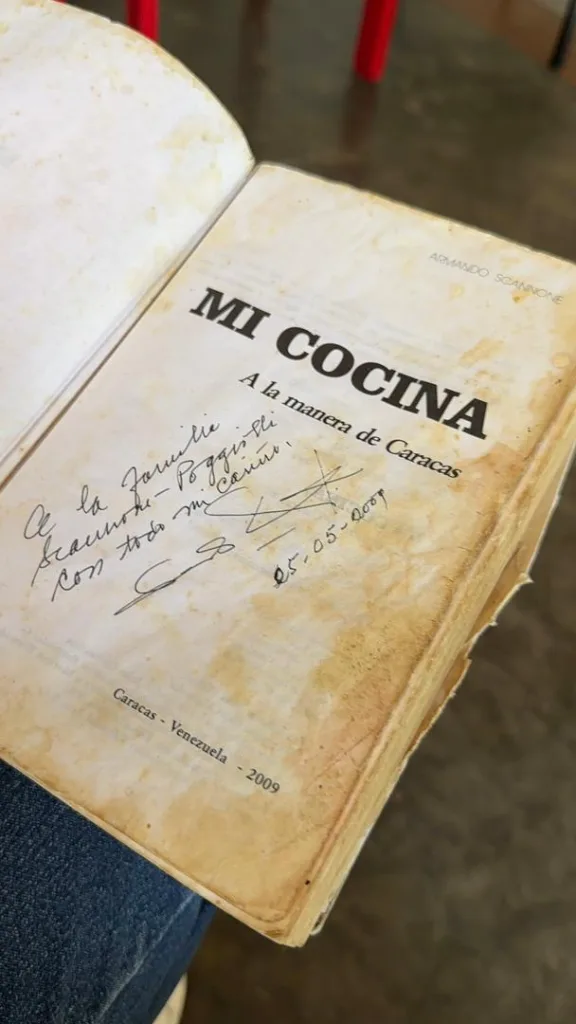 ARMANDO SCANNONE
MI COCINA
A la manera de Caracas
A la familia
Scannone-Poggioli
con todo mi cariño.
25-05-2009
Caracas - Venezuela - 2009